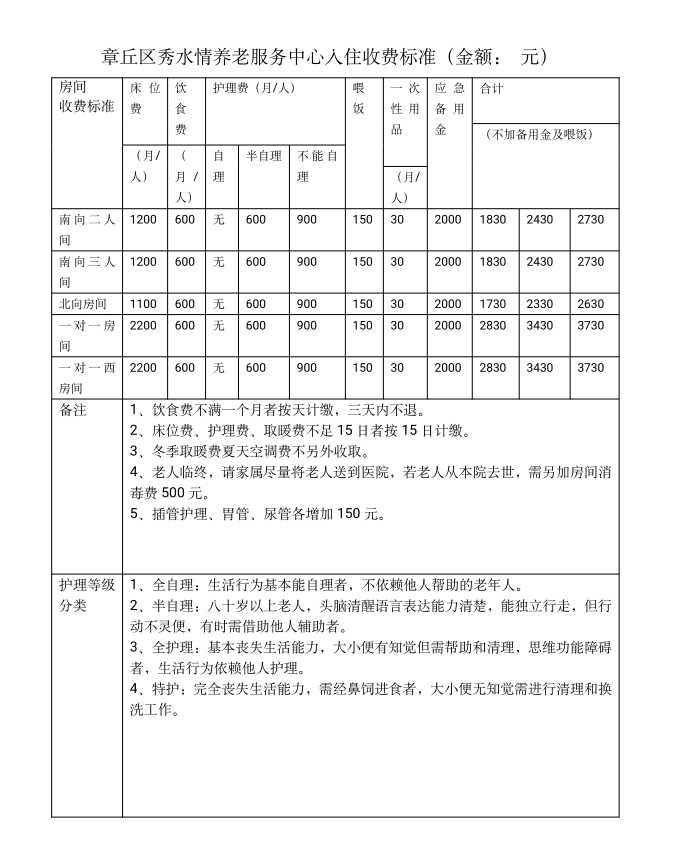 章丘区秀水情养老服务中心入住收费标准（金额： 元）
房间
收费标准
床位
费
饮
食
费
护理费（月/人）
喂
饭
一次
性用
品
应急
备用
金
合计
（不加备用金及喂饭）
（月/
人）
（
月/
人）
自
理
半自理
不能自
理
（月/
人）
南向二人
间
1200 600 无 600 900 150 30 2000 1830 2430 2730
南向三人
间
1200 600 无 600 900 150 30 2000 1830 2430 2730
北向房间 1100 600 无 600 900 150 30 2000 1730 2330 2630
一对一房
间
2200 600 无 600 900 150 30 2000 2830 3430 3730
一对一西
房间
2200 600 无 600 900 150 30 2000 2830 3430 3730
备注
1、饮食费不满一个月者按天计缴，三天内不退。
2、床位费、护理费、取暖费不足 15 日者按 15 日计缴。
3、冬季取暖费夏天空调费不另外收取。
4、老人临终，请家属尽量将老人送到医院，若老人从本院去世，需另加房间消
毒费 500 元。
5、插管护理、胃管、尿管各增加 150 元。
护理等级
分类
1、全自理：生活行为基本能自理者，不依赖他人帮助的老年人。
2、半自理：八十岁以上老人，头脑清醒语言表达能力清楚，能独立行走，但行
动不灵便，有时需借助他人辅助者。
3、全护理：基本丧失生活能力，大小便有知觉但需帮助和清理，思维功能障碍
者，生活行为依赖他人护理。
4、特护：完全丧失生活能力，需经鼻饲进食者，大小便无知觉需进行清理和换
洗工作。